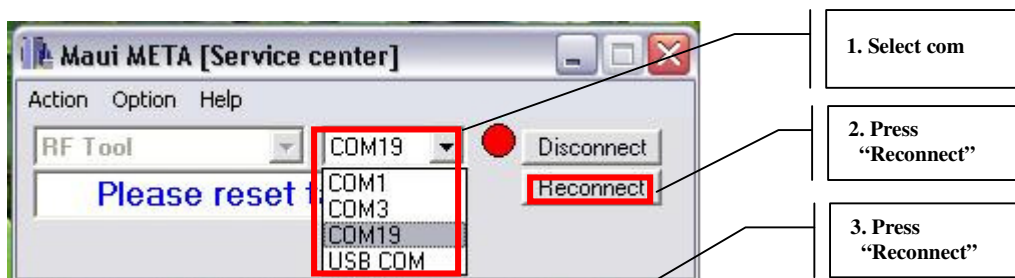 Maui META [Service center]
Action Option Help
RF Tool
COM19
Disconnect
Please reset
Reconnect
COM1
COM3
COM19
USB COM
1. Select com
2. Press
“Reconnect”
3. Press
“Reconnect”